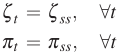 ζ_t = ζ_ss, ∀t
π_t = π_ss, ∀t